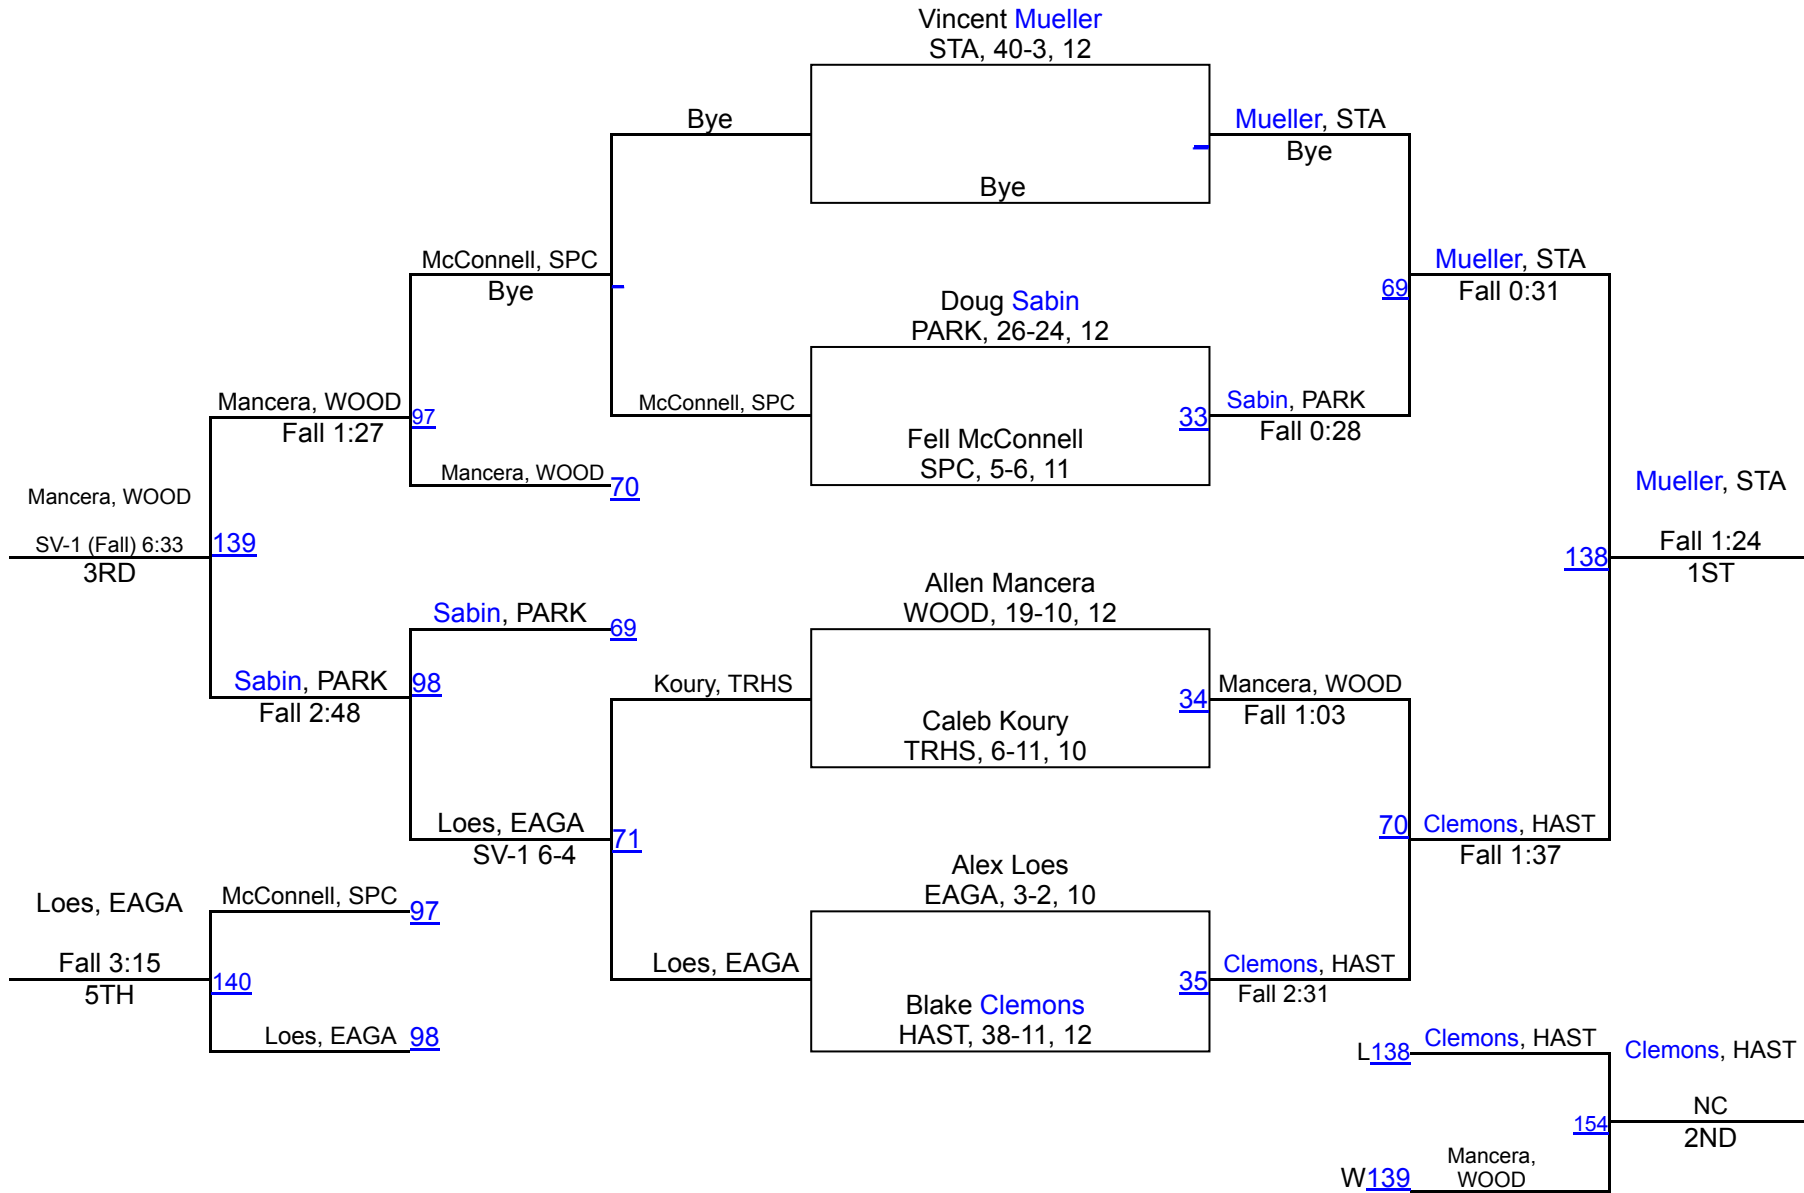 Vincent Mueller
STA, 40-3, 12
Bye
Mueller, STA
Bye
Bye
McConnell, SPC
Bye
Mueller, STA
Fall 0:31
69
Doug Sabin
PARK, 26-24, 12
Mancera, WOOD
Fall 1:27
97
McConnell, SPC
33
Sabin, PARK
Fall 0:28
Fell McConnell
SPC, 5-6, 11
Mancera, WOOD
70
Mancera, WOOD
SV-1 (Fall) 6:33
3RD
139
Mueller, STA
Fall 1:24
1ST
138
Allen Mancera
WOOD, 19-10, 12
Sabin, PARK
69
Sabin, PARK
Fall 2:48
98
Koury, TRHS
34
Mancera, WOOD
Fall 1:03
Caleb Koury
TRHS, 6-11, 10
Loes, EAGA
SV-1 6-4
71
70
Clemons, HAST
Fall 1:37
Alex Loes
EAGA, 3-2, 10
Loes, EAGA
Fall 3:15
5TH
McConnell, SPC
97
140
Loes, EAGA
98
Loes, EAGA
35
Clemons, HAST
Fall 2:31
Blake Clemons
HAST, 38-11, 12
L138
Clemons, HAST
Clemons, HAST
NC
2ND
154
W139
Mancera,
WOOD